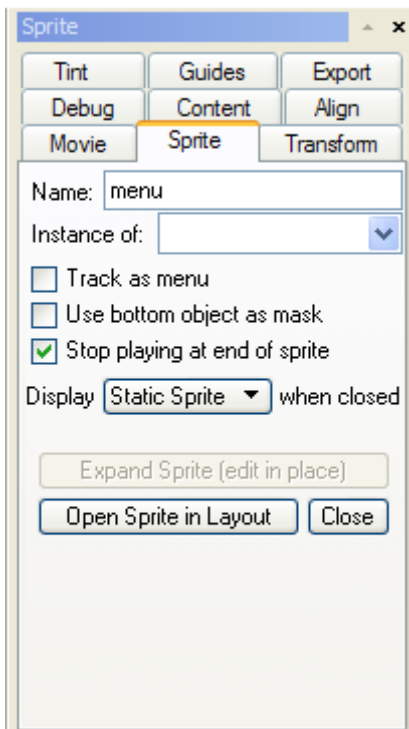 Sprite
Tint Guides Export
Debug Content Align
Movie Sprite Transform
Name: menu
Instance of:
Track as menu
Use bottom object as mask
Stop playing at end of sprite
Display Static Sprite when closed
Expand Sprite (edit in place)
Open Sprite in Layout Close